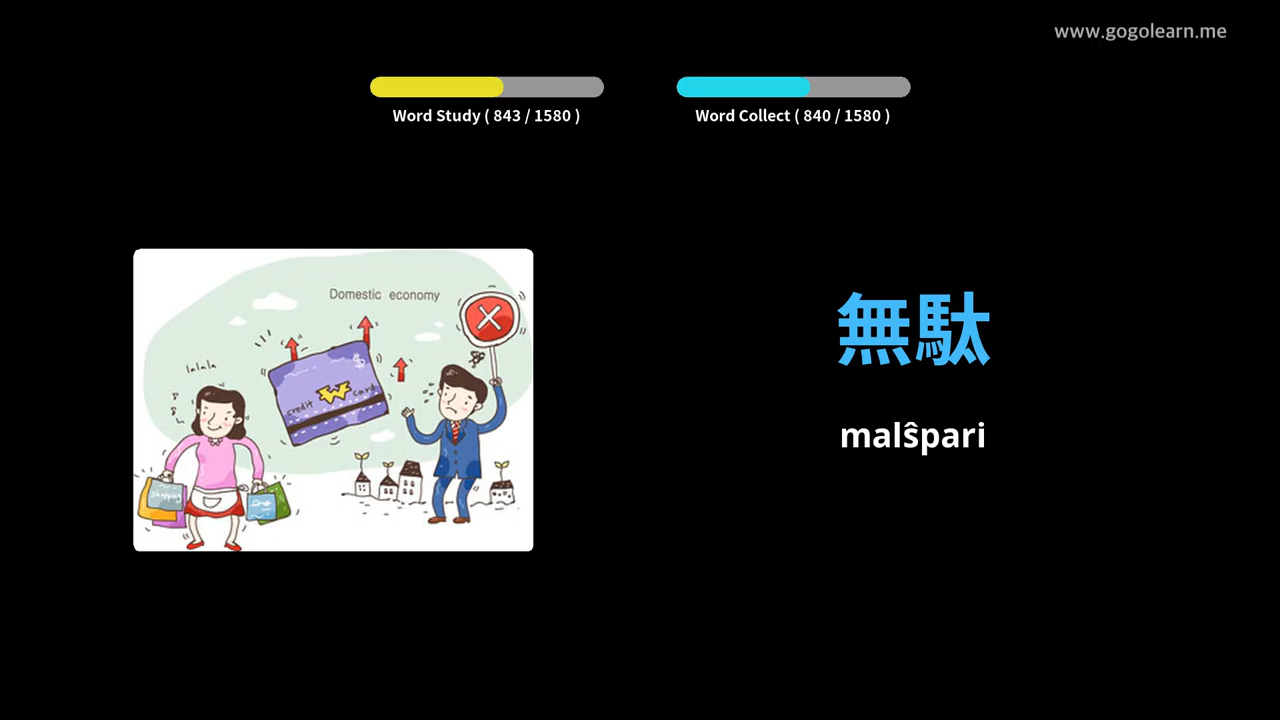 www.gogolearn.me
Word Study ( 843 / 1580 )
Word Collect ( 840 / 1580 )
Domestic economy
lalala
$
W
credit card
Shopping
無駄
malŝpari